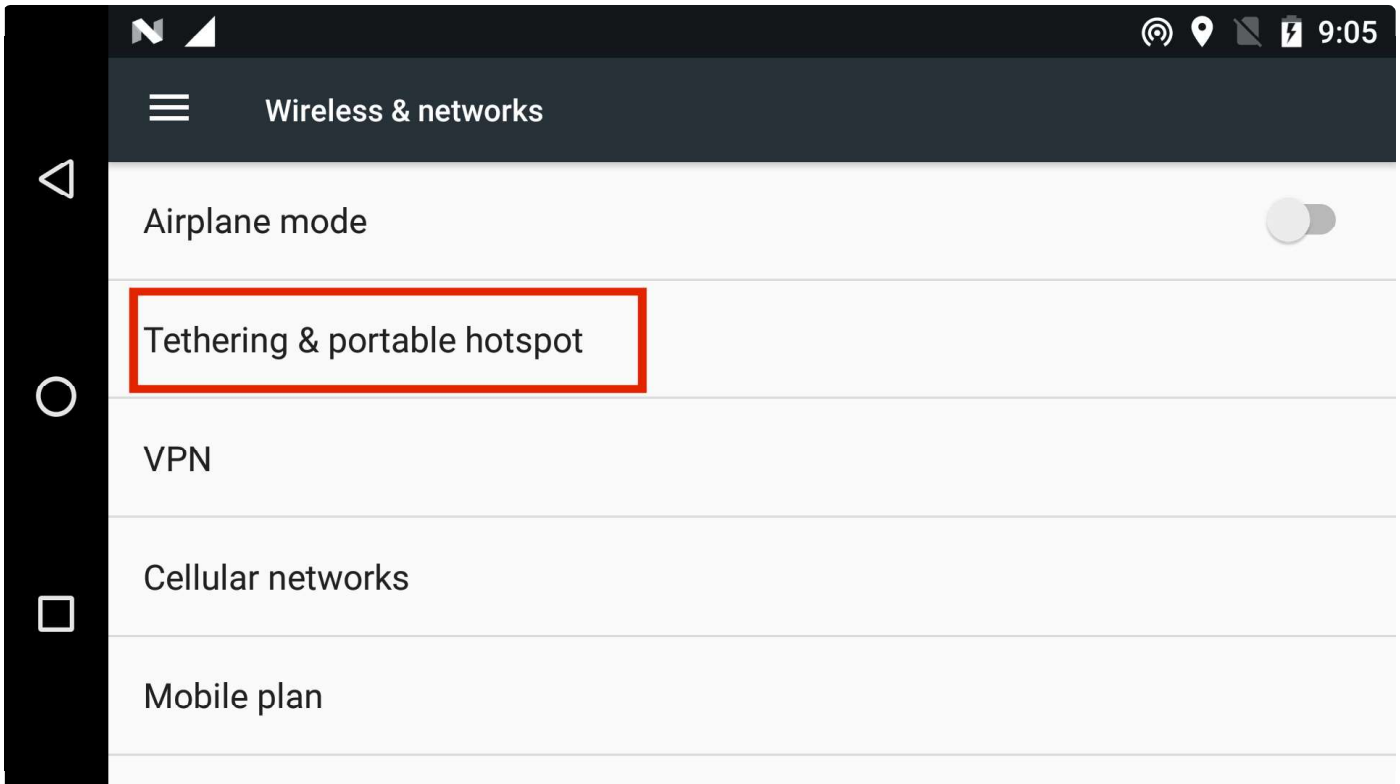 9:05
Wireless & networks
Airplane mode
Tethering & portable hotspot
VPN
Cellular networks
Mobile plan